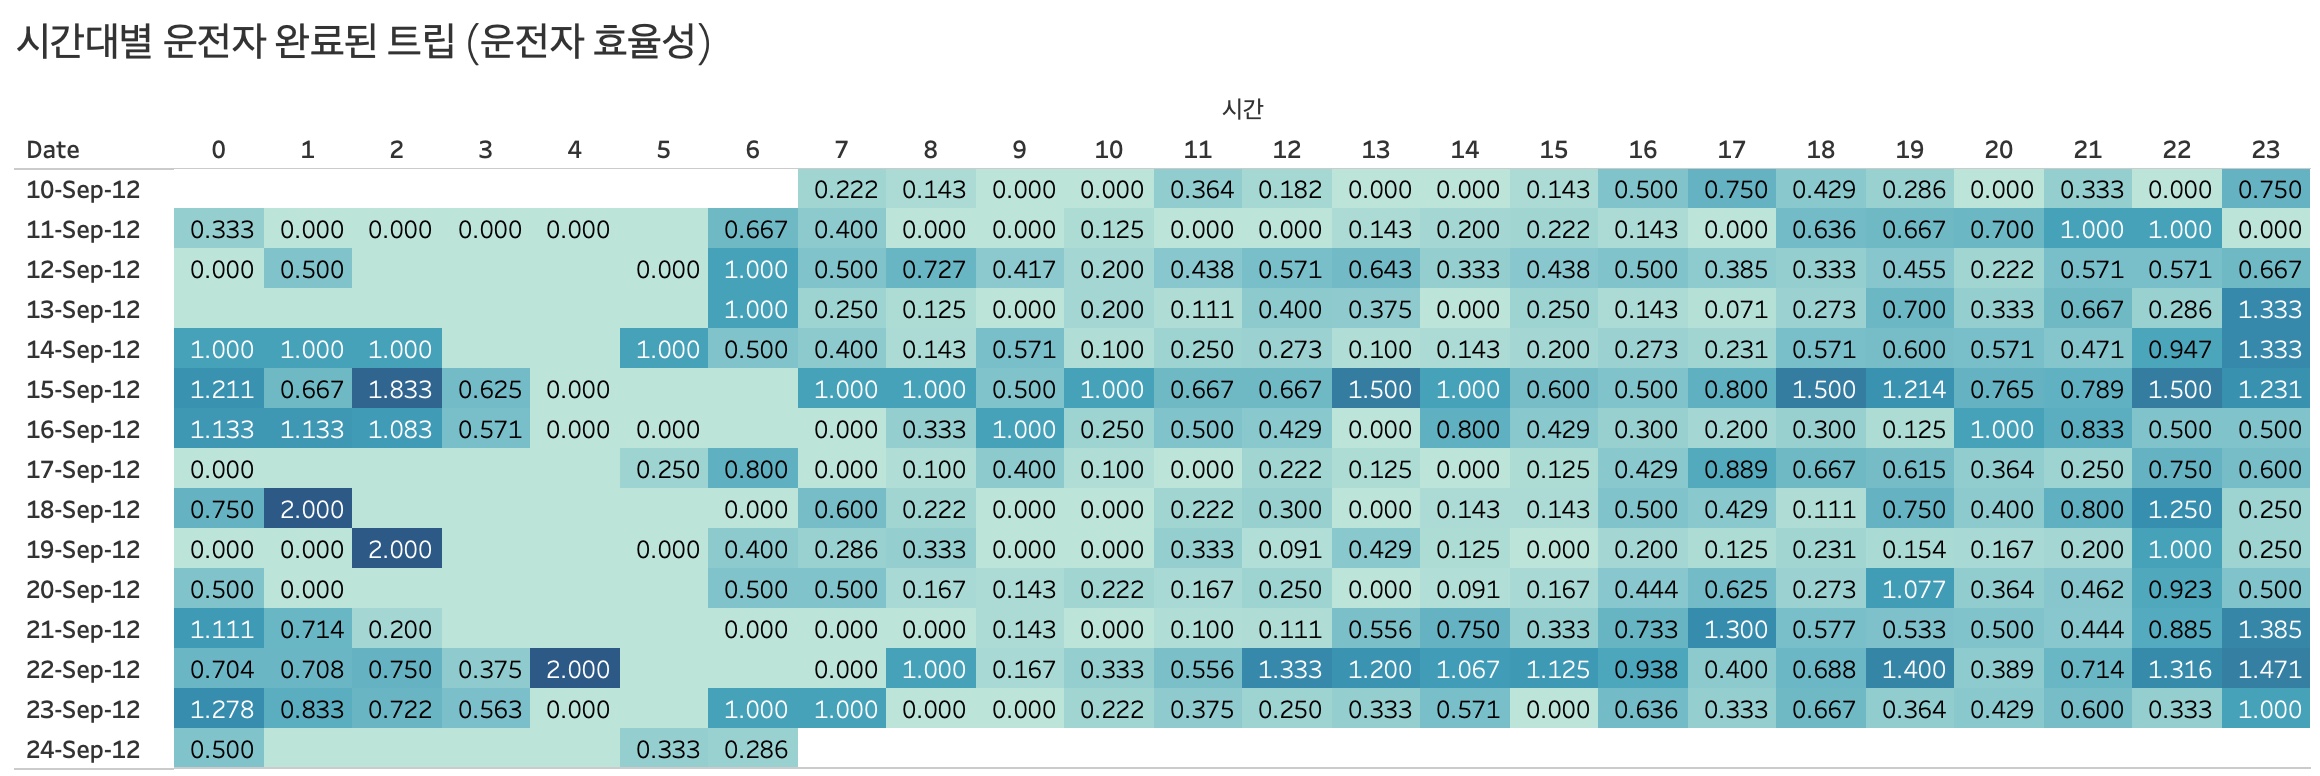 시간대별 운전자 완료된 트립 (운전자 효율성)
시간
Date 0 1 2 3 4 5 6 7 8 9 10 11 12 13 14 15 16 17 18 19 20 21 22 23
10-Sep-12 0.222 0.143 0.000 0.000 0.364 0.182 0.000 0.000 0.143 0.500 0.750 0.429 0.286 0.000 0.333 0.000 0.750
11-Sep-12 0.333 0.000 0.000 0.000 0.000 0.667 0.400 0.000 0.000 0.125 0.000 0.000 0.143 0.200 0.222 0.143 0.000 0.636 0.667 0.700 1.000 1.000 0.000
12-Sep-12 0.000 0.500 0.000 1.000 0.500 0.727 0.417 0.200 0.438 0.571 0.643 0.333 0.438 0.500 0.385 0.333 0.455 0.222 0.571 0.571 0.667
13-Sep-12 1.000 0.250 0.125 0.000 0.200 0.111 0.400 0.375 0.000 0.250 0.143 0.071 0.273 0.700 0.333 0.667 0.286 1.333
14-Sep-12 1.000 1.000 1.000 1.000 0.500 0.400 0.143 0.571 0.100 0.250 0.273 0.100 0.143 0.200 0.273 0.231 0.571 0.600 0.571 0.471 0.947 1.333
15-Sep-12 1.211 0.667 1.833 0.625 0.000 1.000 1.000 0.500 1.000 0.667 0.667 1.500 1.000 0.600 0.500 0.800 1.500 1.214 0.765 0.789 1.500 1.231
16-Sep-12 1.133 1.133 1.083 0.571 0.000 0.000 0.000 0.333 1.000 0.250 0.500 0.429 0.000 0.800 0.429 0.300 0.200 0.300 0.125 1.000 0.833 0.500 0.500
17-Sep-12 0.000 0.250 0.800 0.000 0.100 0.400 0.100 0.000 0.222 0.125 0.000 0.125 0.429 0.889 0.667 0.615 0.364 0.250 0.750 0.600
18-Sep-12 0.750 2.000 0.000 0.600 0.222 0.000 0.000 0.222 0.300 0.000 0.143 0.143 0.500 0.429 0.111 0.750 0.400 0.800 1.250 0.250
19-Sep-12 0.000 0.000 2.000 0.000 0.400 0.286 0.333 0.000 0.000 0.333 0.091 0.429 0.125 0.000 0.200 0.125 0.231 0.154 0.167 0.200 1.000 0.250
20-Sep-12 0.500 0.000 0.500 0.500 0.167 0.143 0.222 0.167 0.250 0.000 0.091 0.167 0.444 0.625 0.273 1.077 0.364 0.462 0.923 0.500
21-Sep-12 1.111 0.714 0.200 0.000 0.000 0.000 0.143 0.000 0.100 0.111 0.556 0.750 0.333 0.733 1.300 0.577 0.533 0.500 0.444 0.885 1.385
22-Sep-12 0.704 0.708 0.750 0.375 2.000 0.000 1.000 0.167 0.333 0.556 1.333 1.200 1.067 1.125 0.938 0.400 0.688 1.400 0.389 0.714 1.316 1.471
23-Sep-12 1.278 0.833 0.722 0.563 0.000 1.000 1.000 0.000 0.000 0.222 0.375 0.250 0.333 0.571 0.000 0.636 0.333 0.667 0.364 0.429 0.600 0.333 1.000
24-Sep-12 0.500 0.333 0.286